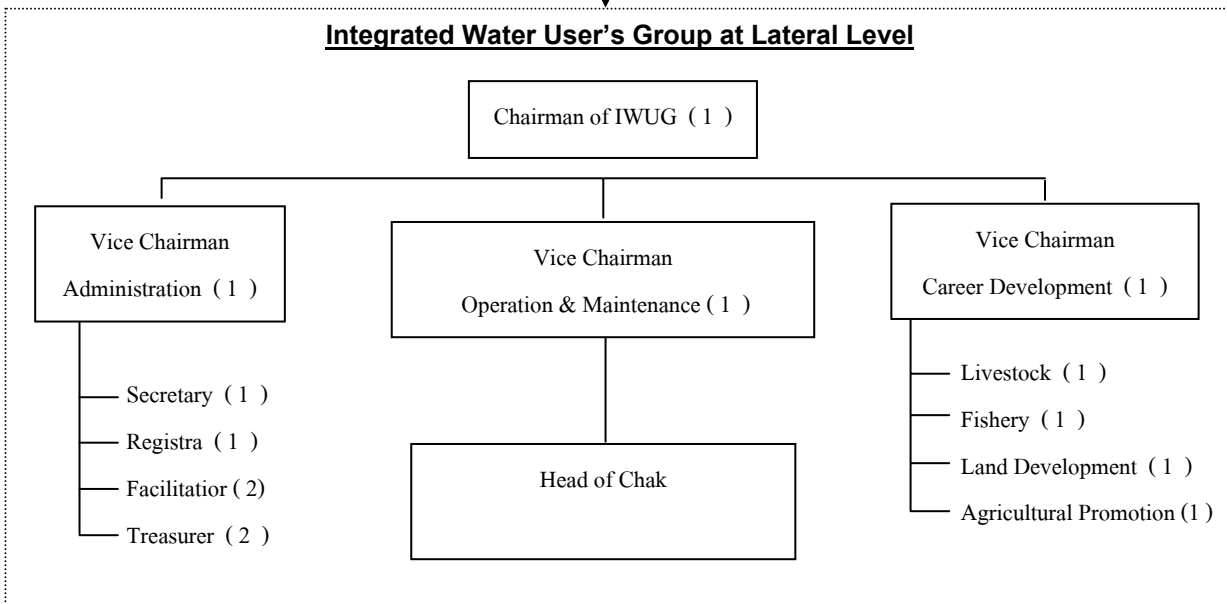 Integrated Water User’s Group at Lateral Level
Chairman of IWUG ( 1 )
Vice Chairman
Administration ( 1 )
Secretary ( 1 )
Registra ( 1 )
Facilitatior ( 2)
Treasurer ( 2 )
Vice Chairman
Operation & Maintenance ( 1 )
Head of Chak
Vice Chairman
Career Development ( 1 )
Livestock ( 1 )
Fishery ( 1 )
Land Development ( 1 )
Agricultural Promotion (1)